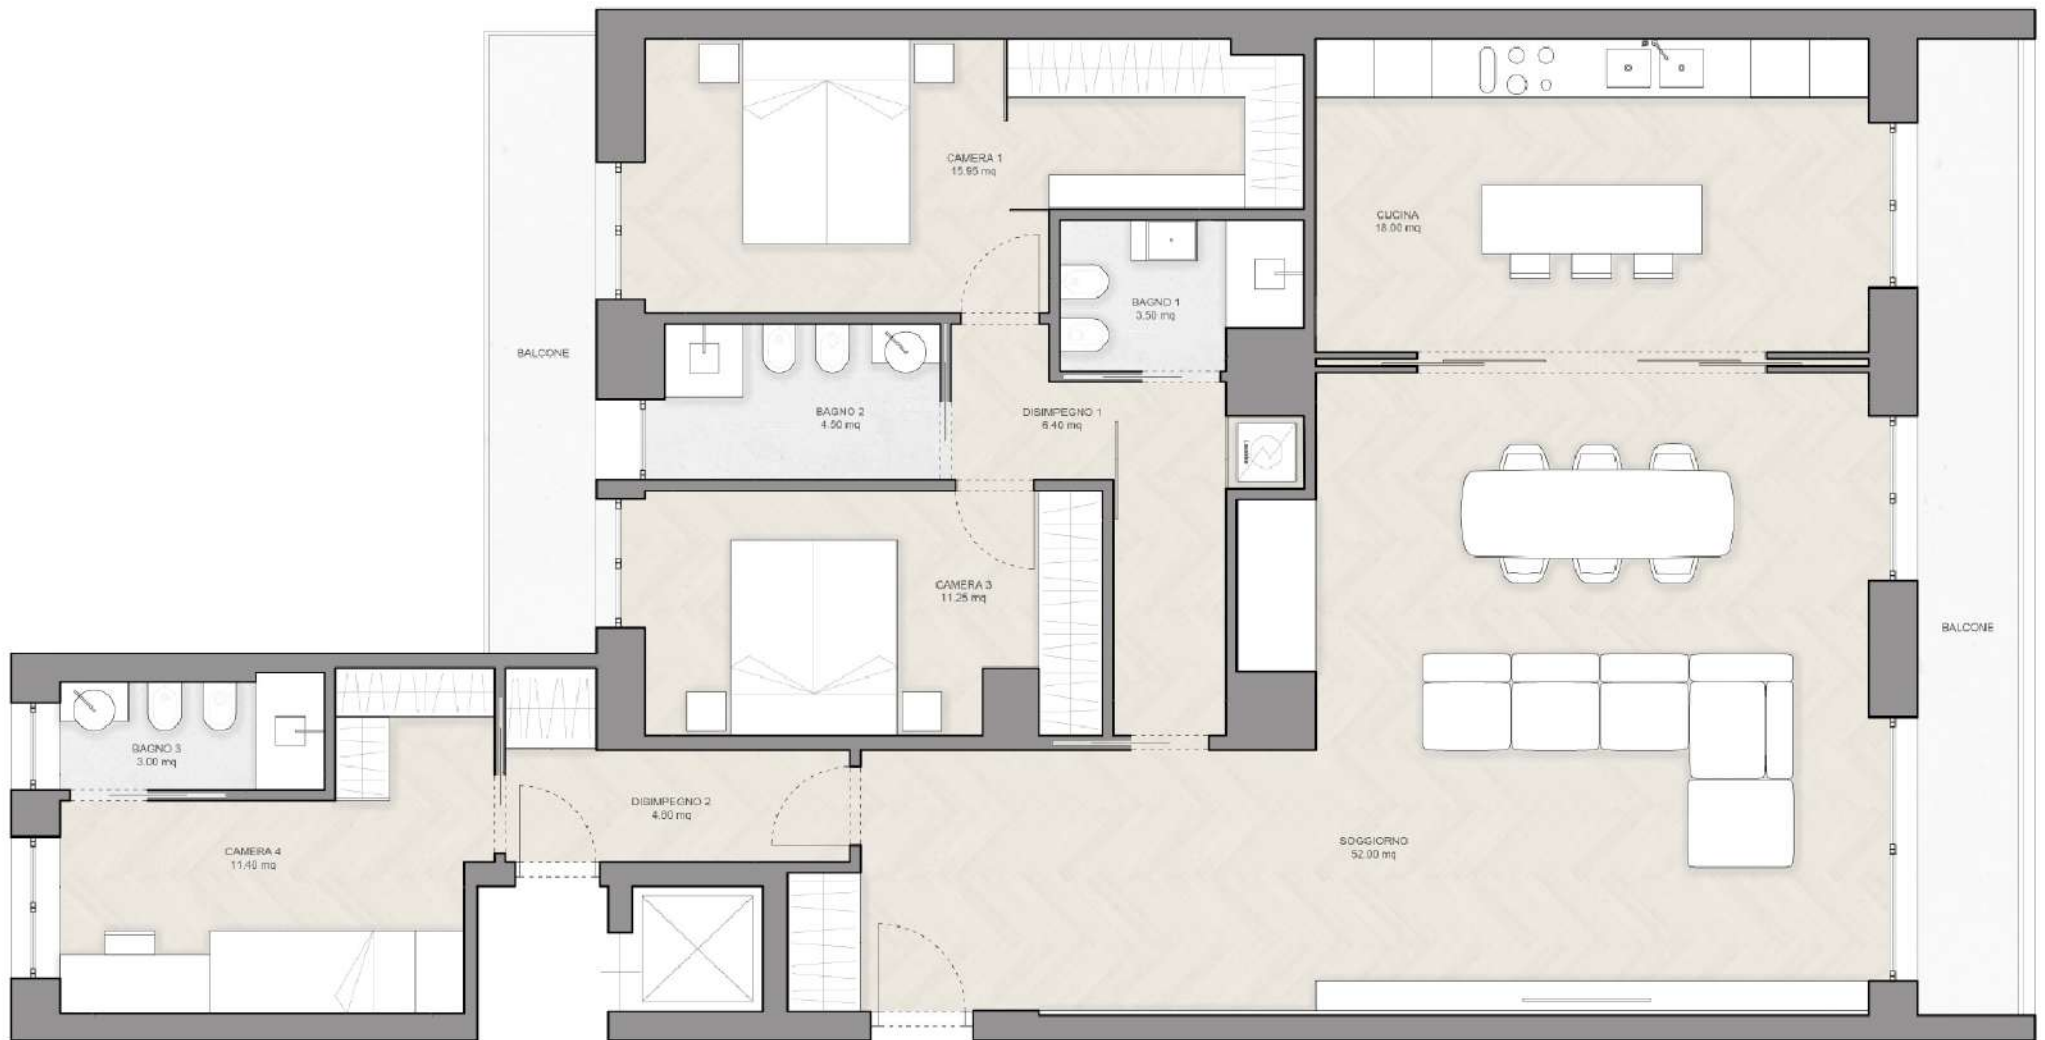 CAMERA 1
15.95 mq
CUCINA
18.00 mq
BAGNO 1
3.50 mq
BALCONE
BAGNO 2
4.50 mq
DISIMPEGNO 1
6.40 mq
CAMERA 3
11.25 mq
BALCONE
BAGNO 3
3.00 mq
DISIMPEGNO 2
4.80 mq
CAMERA 4
11.40 mq
SOGGIORNO
52.00 mq